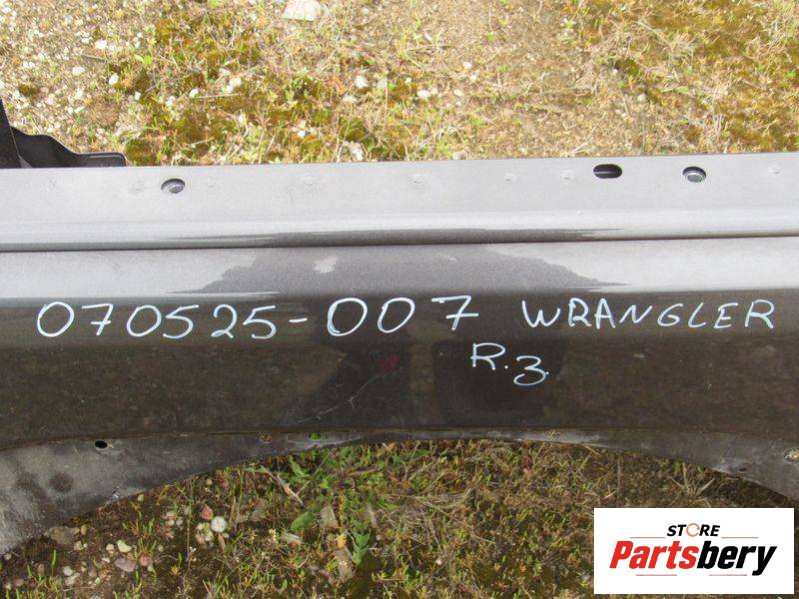 070525-007 WRANGLER
R.3.
STORE
Partsbery